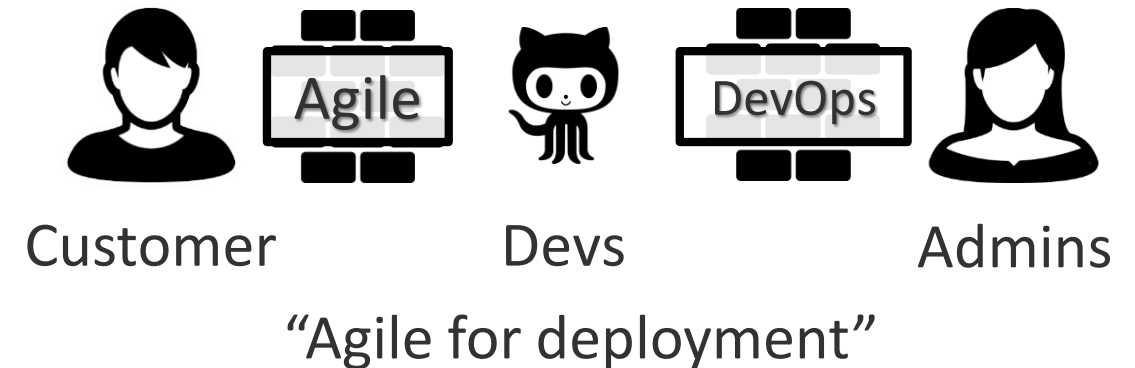 Agile
DevOps
Customer
Devs
Admins
“Agile for deployment”